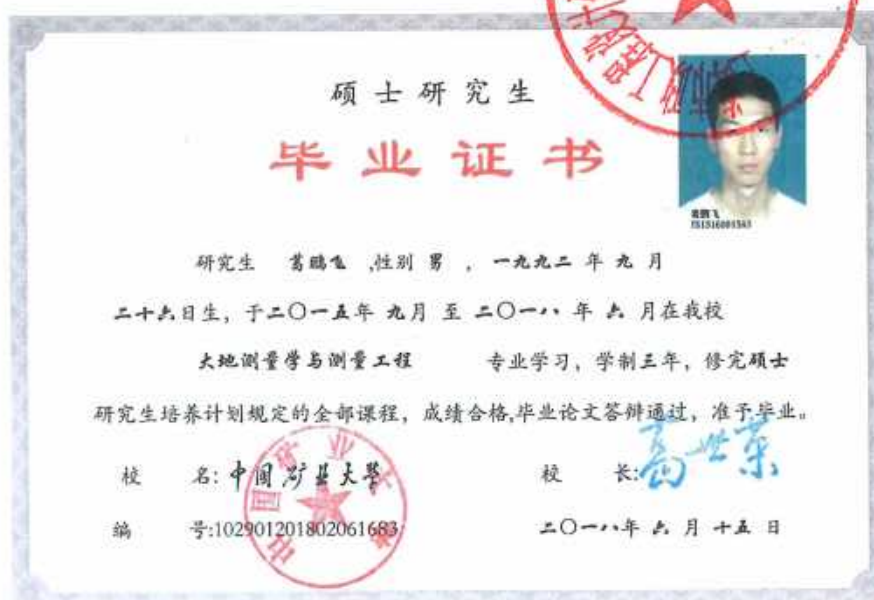 硕士研究生
毕业证书
葛鹏飞
研究生 葛鹏飞 ,性别 男 , 一九九二 年 九 月
二十六日生, 于二〇一五年 九月 至 二〇一八 年 六 月在我校
大地测量学与测量工程 专业学习, 学制三年, 修完硕士
研究生培养计划规定的全部课程, 成绩合格,毕业论文答辩通过, 准予毕业。
校 名: 中国矿业大学 校 长: 葛世荣
编 号:102901201802061683 二〇一八年 六 月 十五 日